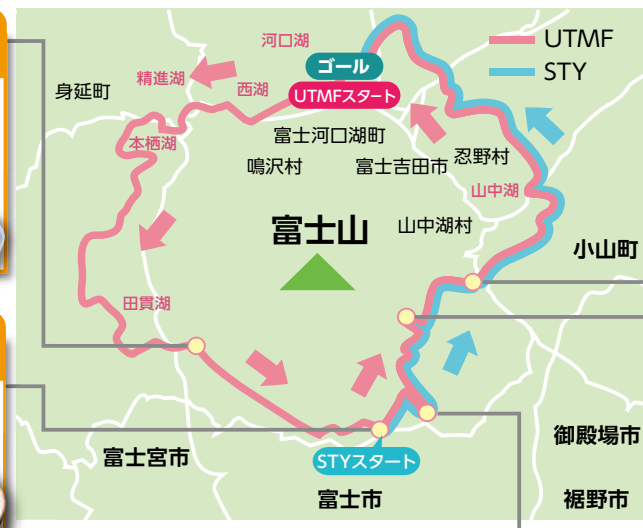 河口湖
UTMF
STY
ゴール
UTMFスタート
精進湖
西湖
身延町
本栖湖
富士河口湖町
鳴沢村
富士吉田市
忍野村
山中湖
富士山
山中湖村
小山町
田貫湖
御殿場市
富士宮市
STYスタート
富士市
裾野市